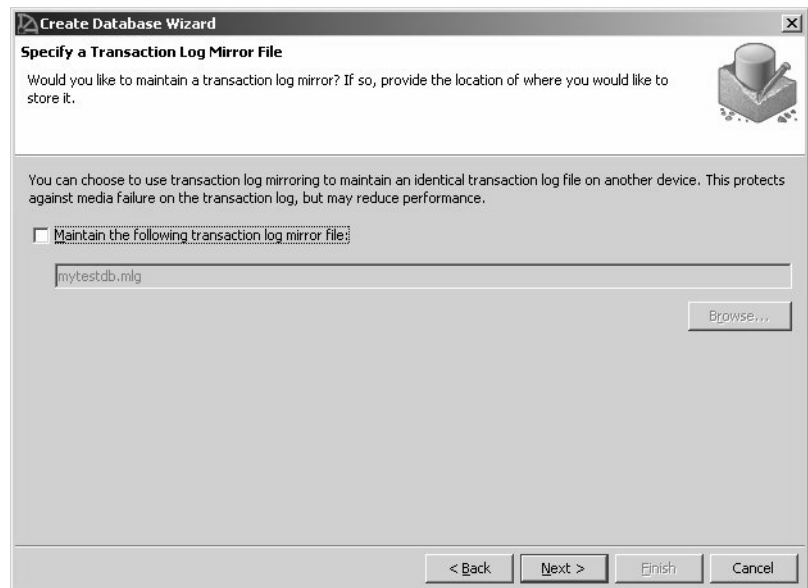 Create Database Wizard
Specify a Transaction Log Mirror File
Would you like to maintain a transaction log mirror? If so, provide the location of where you would like to
store it.
You can choose to use transaction log mirroring to maintain an identical transaction log file on another device. This protects
against media failure on the transaction log, but may reduce performance.
Maintain the following transaction log mirror file:
mytestdb.mlg
Browse...
< Back
Next >
Finish
Cancel